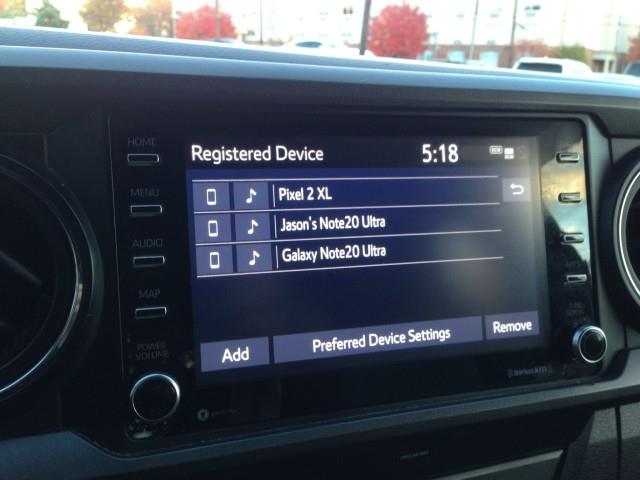 HOME
Registered Device
5:18
MENU
Pixel 2 XL
Jason's Note20 Ultra
AUDIO
Galaxy Note20 Ultra
MAP
POWER
VOLUME
Add
Preferred Device Settings
Remove
SiriusXM